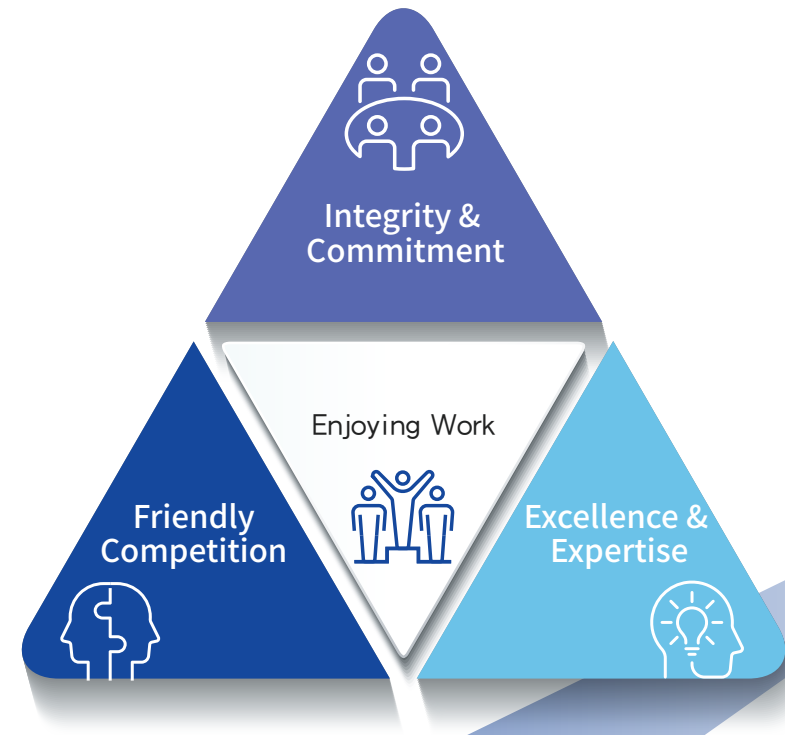 Integrity &
Commitment
Enjoying Work
Friendly
Competition
Excellence &
Expertise